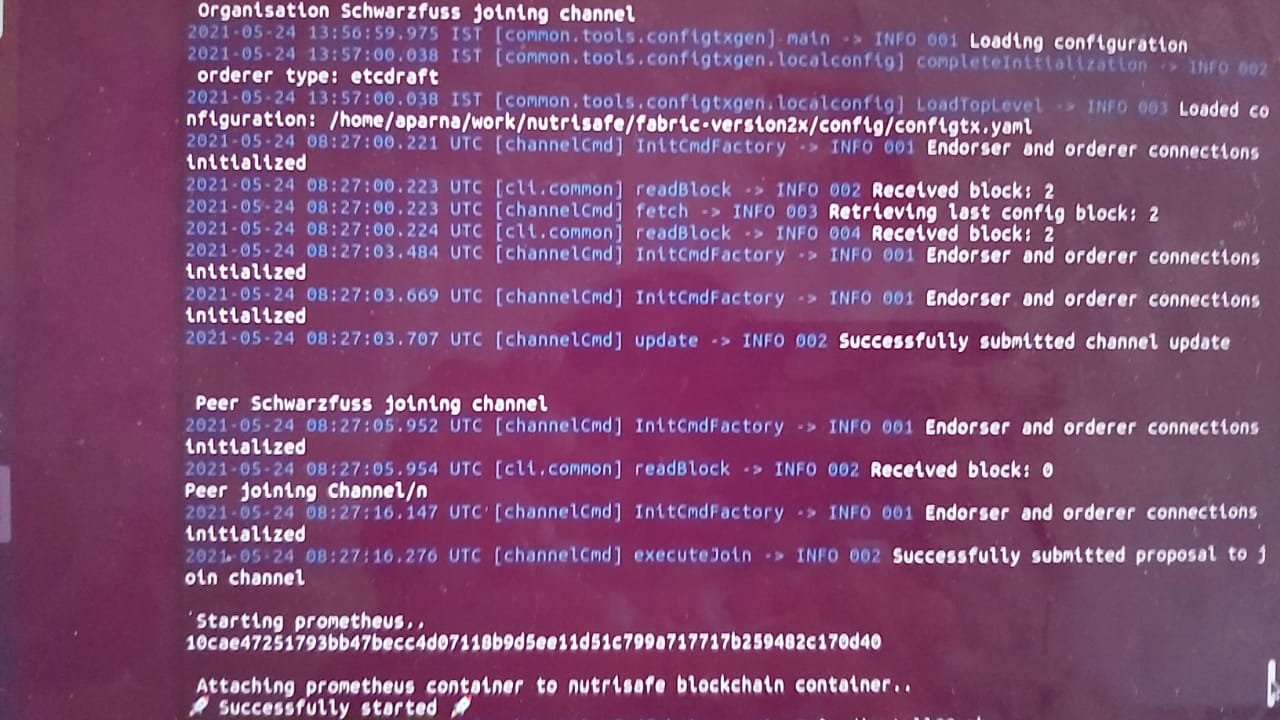 Organisation Schwarzfuss joining channel
2021-05-24 13:56:59.975 IST [common.tools.configtxgen] main -> INFO 001 Loading configuration
2021-05-24 13:57:00.038 IST [common.tools.configtxgen.localconfig] completeInitialization -> INFO 002
orderer type: etcdraft
2021-05-24 13:57:00.038 IST [common.tools.configtxgen.localconfig] LoadTopLevel -> INFO 003 Loaded co
nfiguration: /home/aparna/work/nutrisafe/fabric-version2x/config/configtx.yaml
2021-05-24 08:27:00.221 UTC [channelCmd] InitCmdFactory -> INFO 001 Endorser and orderer connections
initialized
2021-05-24 08:27:00.223 UTC [cli.common] readBlock -> INFO 002 Received block: 2
2021-05-24 08:27:00.223 UTC [channelCmd] fetch -> INFO 003 Retrieving last config block: 2
2021-05-24 08:27:00.224 UTC [cli.common] readBlock -> INFO 004 Received block: 2
2021-05-24 08:27:03.484 UTC [channelCmd] InitCmdFactory -> INFO 001 Endorser and orderer connections
initialized
2021-05-24 08:27:03.669 UTC [channelCmd] InitCmdFactory -> INFO 001 Endorser and orderer connections
initialized
2021-05-24 08:27:03.707 UTC [channelCmd] update -> INFO 002 Successfully submitted channel update
Peer Schwarzfuss joining channel
2021-05-24 08:27:05.952 UTC [channelCmd] InitCmdFactory -> INFO 001 Endorser and orderer connections
initialized
2021-05-24 08:27:05.954 UTC [cli.common] readBlock -> INFO 002 Received block: 0
Peer joining Channel/n
2021-05-24 08:27:16.147 UTC [channelCmd] InitCmdFactory -> INFO 001 Endorser and orderer connections
initialized
2021-05-24 08:27:16.276 UTC [channelCmd] executeJoin -> INFO 002 Successfully submitted proposal to j
oin channel
Starting prometheus..
10cae47251793bb47becc4d07118b9d5ee11d51c799a717717b259482c170d40
Attaching prometheus container to nutrisafe blockchain container..
🚀 Successfully started 🚀